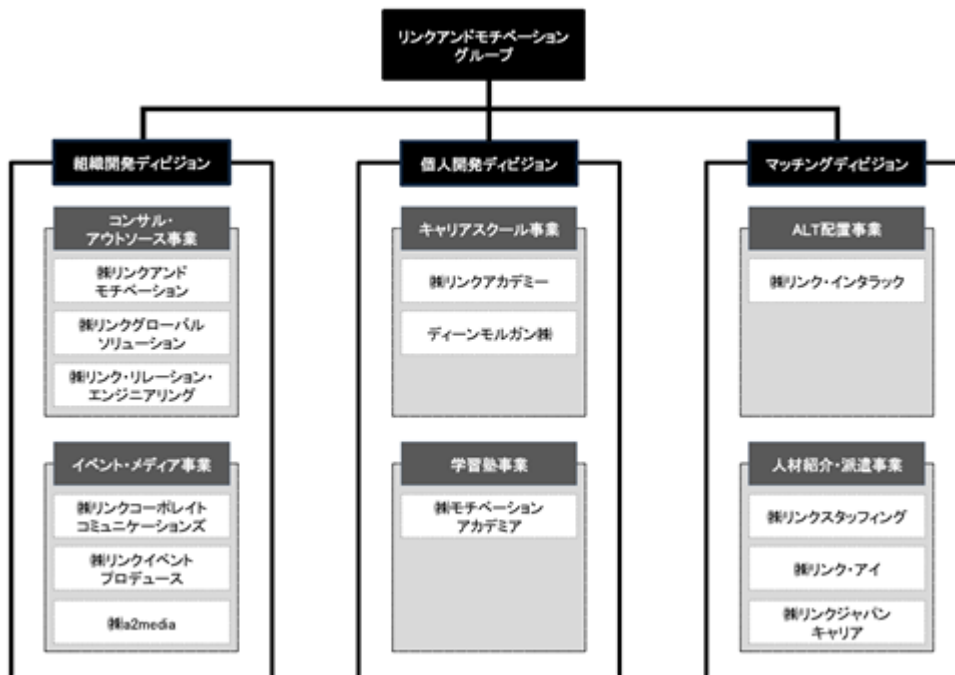 リンクアンドモチベーション
グループ
組織開発ディビジョン
個人開発ディビジョン
マッチングディビジョン
コンサル・
アウトソース事業
㈱リンクアンド
モチベーション
㈱リンクグローバル
ソリューション
㈱リンク・リレーション・
エンジニアリング
キャリアスクール事業
㈱リンクアカデミー
ディーンモルガン㈱
ALT配置事業
㈱リンク・インタラック
イベント・メディア事業
㈱リンクコーポレイト
コミュニケーションズ
㈱リンクイベント
プロデュース
㈱a2media
学習塾事業
㈱モチベーション
アカデミア
人材紹介・派遣事業
㈱リンクスタッフィング
㈱リンク・アイ
㈱リンクジャパン
キャリア